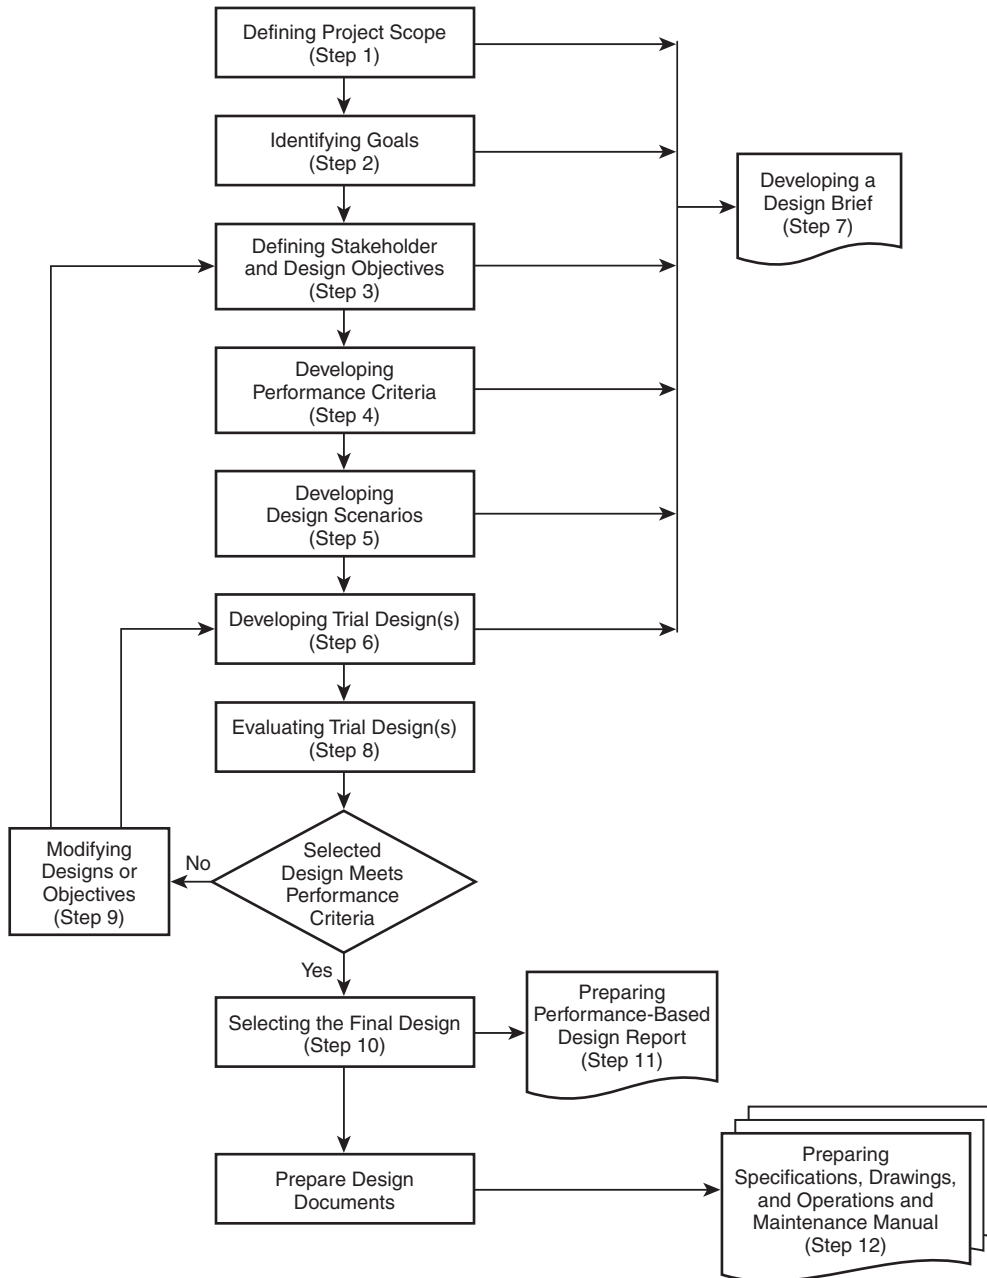 Defining Project Scope
(Step 1)
Identifying Goals
(Step 2)
Developing a
Design Brief
(Step 7)
Defining Stakeholder
and Design Objectives
(Step 3)
Developing
Performance Criteria
(Step 4)
Developing
Design Scenarios
(Step 5)
Developing Trial Design(s)
(Step 6)
Evaluating Trial Design(s)
(Step 8)
Modifying
Designs or
Objectives
(Step 9)
No
Selected
Design Meets
Performance
Criteria
Yes
Selecting the Final Design
(Step 10)
Preparing
Performance-Based
Design Report
(Step 11)
Prepare Design
Documents
Preparing
Specifications, Drawings,
and Operations and
Maintenance Manual
(Step 12)